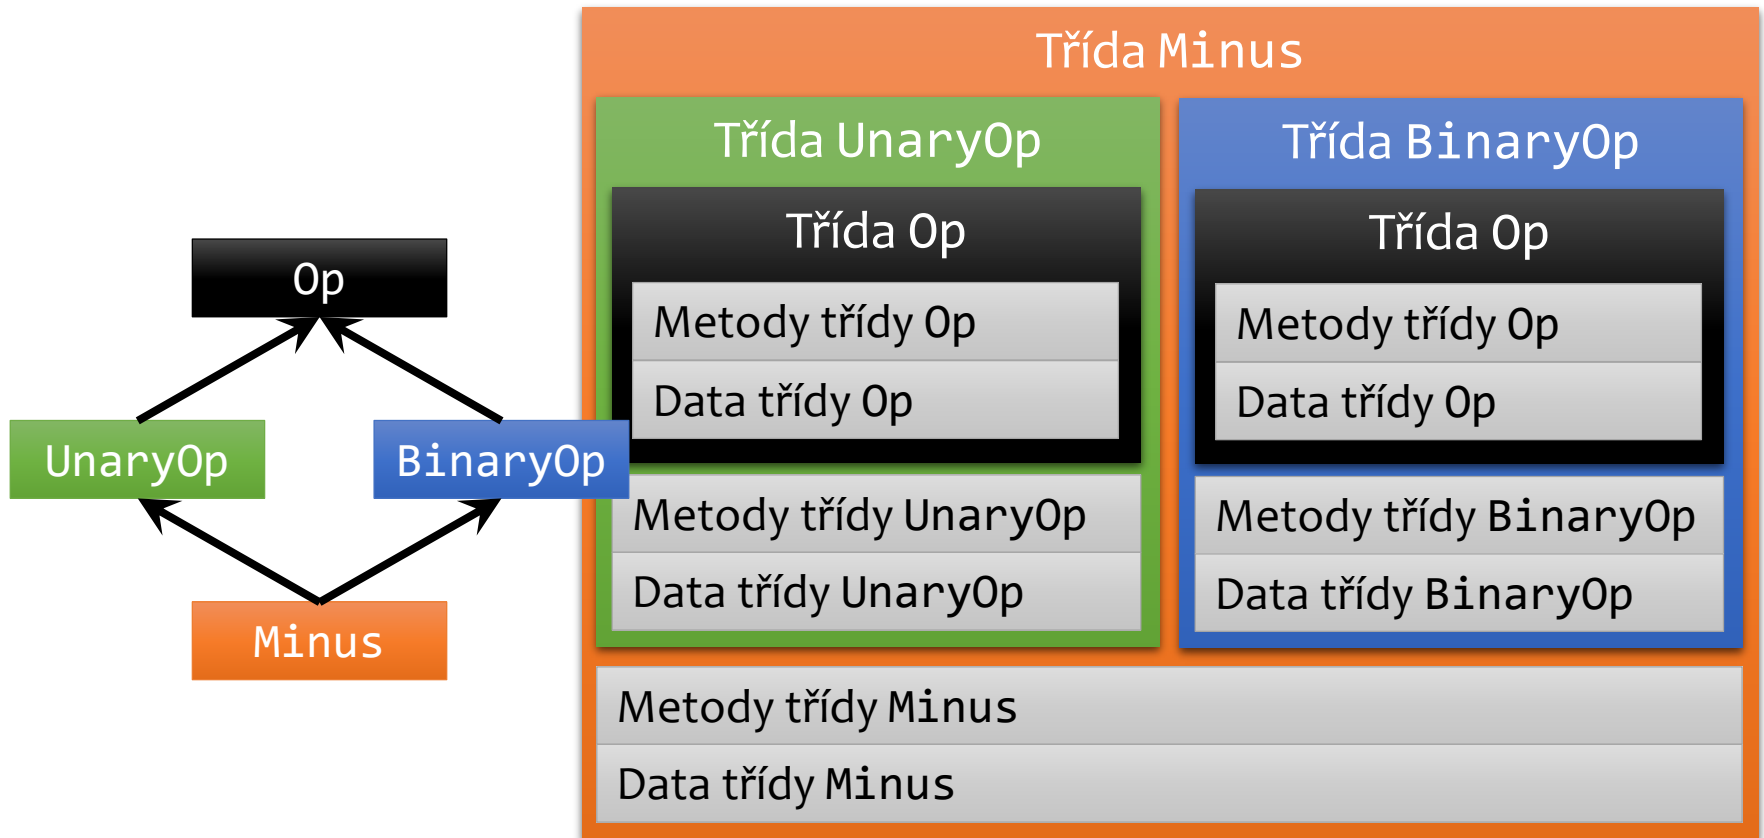 Op
UnaryOp
BinaryOp
Minus
Třída Minus
Třída UnaryOp
Třída Op
Metody třídy Op
Data třídy Op
Metody třídy UnaryOp
Data třídy UnaryOp
Třída BinaryOp
Třída Op
Metody třídy Op
Data třídy Op
Metody třídy BinaryOp
Data třídy BinaryOp
Metody třídy Minus
Data třídy Minus